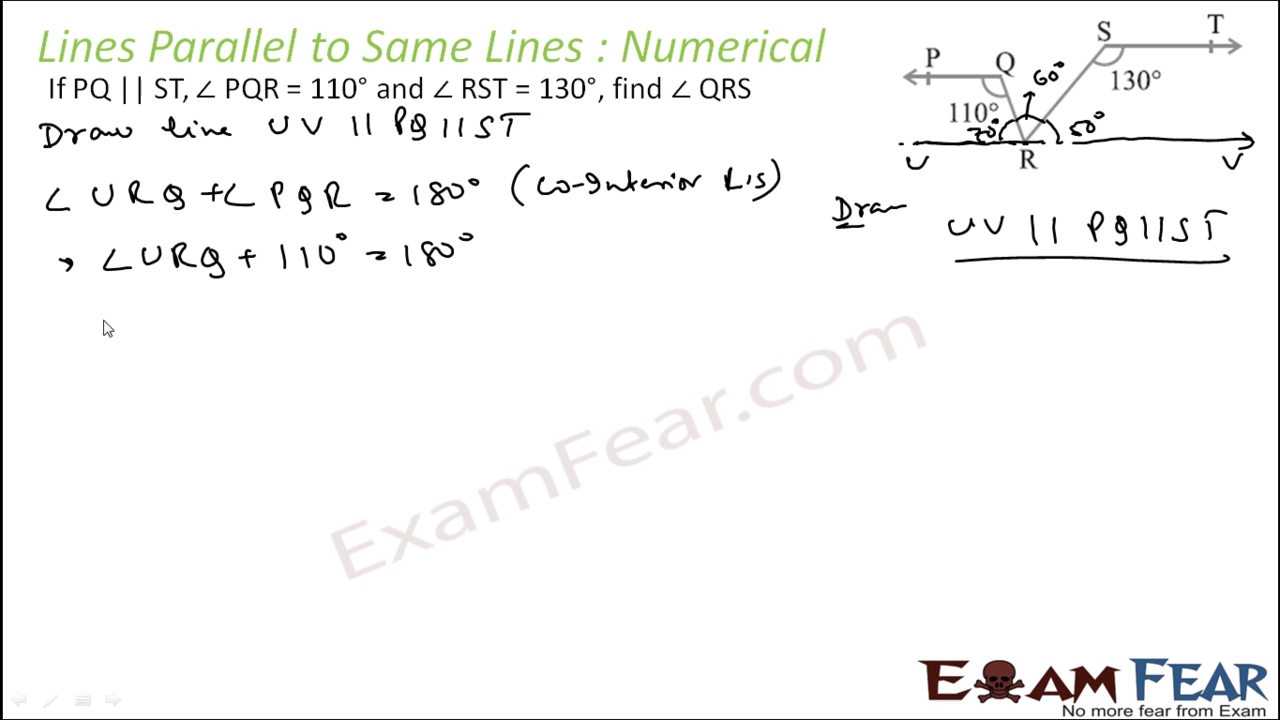 Lines Parallel to Same Lines : Numerical
If PQ || ST, ∠ PQR = 110° and ∠ RST = 130°, find ∠ QRS
Draw line UV || PQ || ST
∠ URQ + ∠ PQR = 180° (Co-Interior ∠'s)
→ ∠URQ + 110° = 180°
P
Q
S
T
110°
60°
130°
70°
50°
U
R
V
Draw
UV || PQ || ST
ExamFear.com
EXAM FEAR
No more fear from Exam